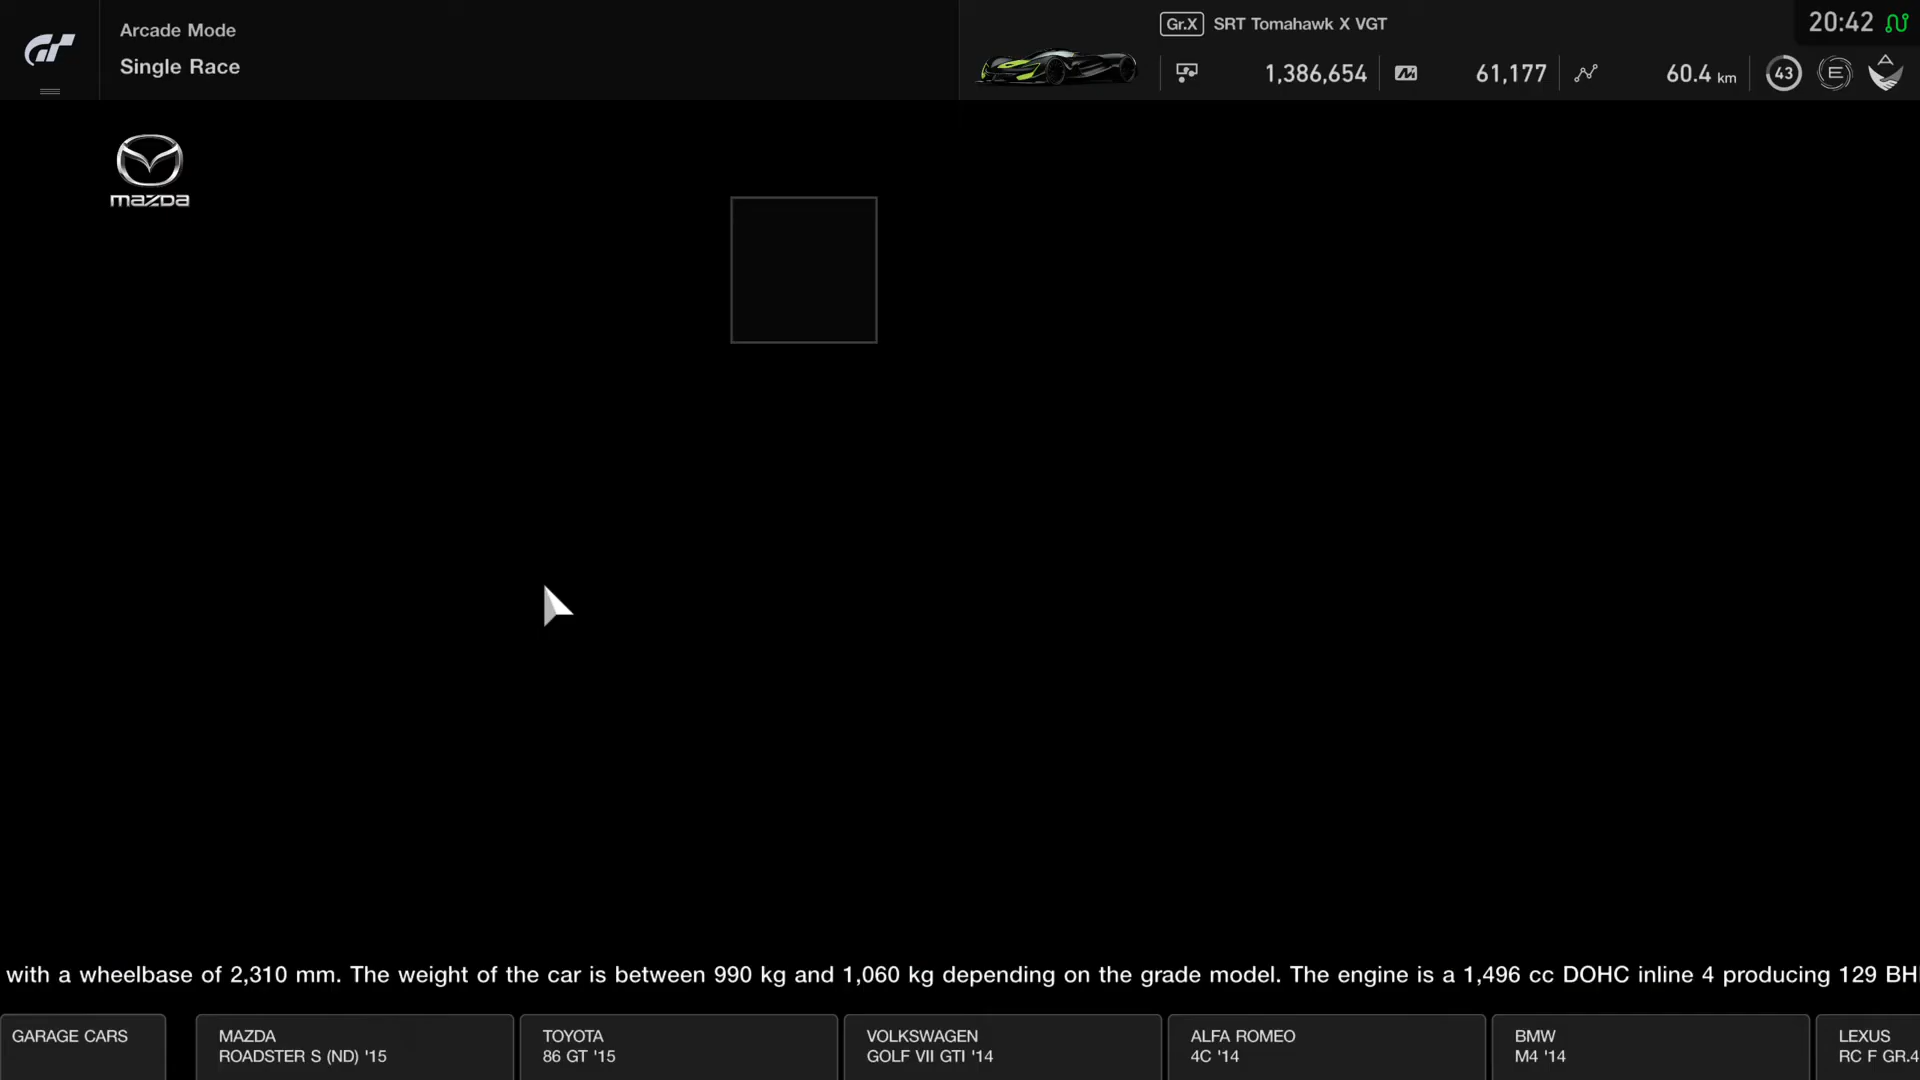 Arcade Mode
Single Race
Gr.X SRT Tomahawk X VGT
20:42
1,386,654
61,177
60.4 km
43
E
mazda
with a wheelbase of 2,310 mm. The weight of the car is between 990 kg and 1,060 kg depending on the grade model. The engine is a 1,496 cc DOHC inline 4 producing 129 BH
GARAGE CARS
MAZDA
ROADSTER S (ND) '15
TOYOTA
86 GT '15
VOLKSWAGEN
GOLF VII GTI '14
ALFA ROMEO
4C '14
BMW
M4 '14
LEXUS
RC F GR.4